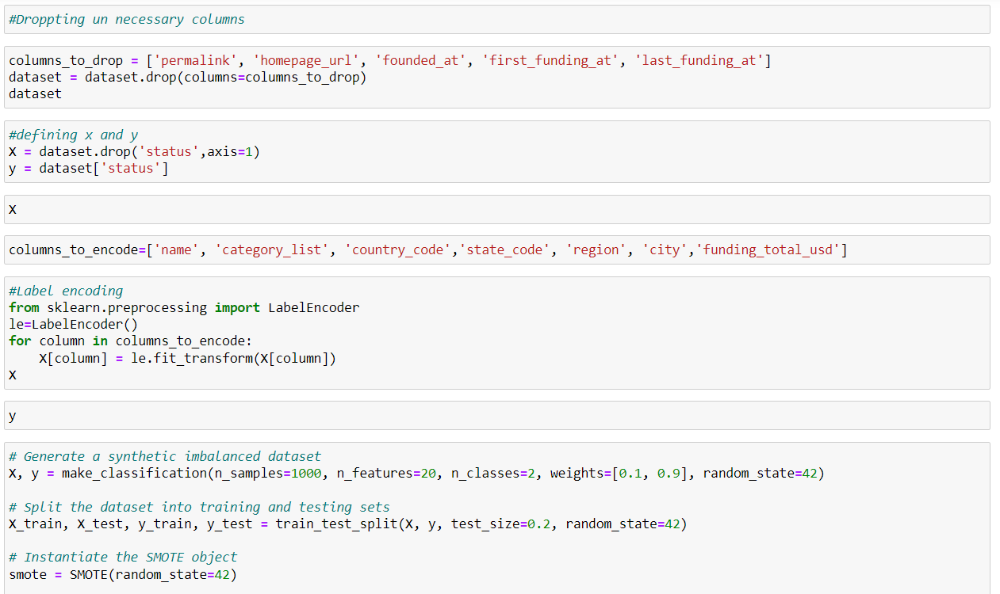 #Droppting un necessary columns
columns_to_drop = ['permalink', 'homepage_url', 'founded_at', 'first_funding_at', 'last_funding_at']
dataset = dataset.drop(columns=columns_to_drop)
dataset
#defining x and y
X = dataset.drop('status',axis=1)
y = dataset['status']
X
columns_to_encode=['name', 'category_list', 'country_code','state_code', 'region', 'city','funding_total_usd']
#Label encoding
from sklearn.preprocessing import LabelEncoder
le=LabelEncoder()
for column in columns_to_encode:
    X[column] = le.fit_transform(X[column])
X
y
# Generate a synthetic imbalanced dataset
X, y = make_classification(n_samples=1000, n_features=20, n_classes=2, weights=[0.1, 0.9], random_state=42)
# Split the dataset into training and testing sets
X_train, X_test, y_train, y_test = train_test_split(X, y, test_size=0.2, random_state=42)
# Instantiate the SMOTE object
smote = SMOTE(random_state=42)